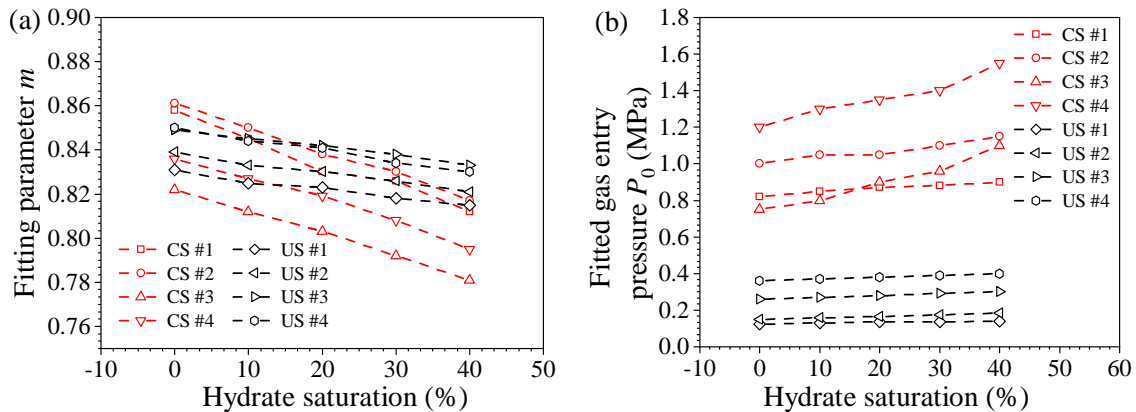 (a)
0.90
0.88
0.86
0.84
0.82
0.80
0.78
0.76
Fitting parameter m
CS #1
CS #2
CS #3
CS #4
US #1
US #2
US #3
US #4
-10 0 10 20 30 40 50
Hydrate saturation (%)
(b)
1.8
1.6
1.4
1.2
1.0
0.8
0.6
0.4
0.2
0.0
Fitted gas entry
pressure P0 (MPa)
CS #1
CS #2
CS #3
CS #4
US #1
US #2
US #3
US #4
-10 0 10 20 30 40 50 60
Hydrate saturation (%)